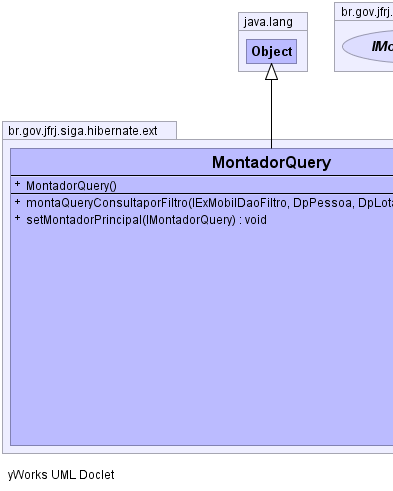 java.lang
br.gov.jfrj.
Object
IMo
br.gov.jfrj.siga.hibernate.ext
MontadorQuery
+ MontadorQuery()
+ montaQueryConsultaporFiltro(IExMobilDaoFiltro, DpPessoa, DpLota
+ setMontadorPrincipal(IMontadorQuery) : void
yWorks UML Doclet